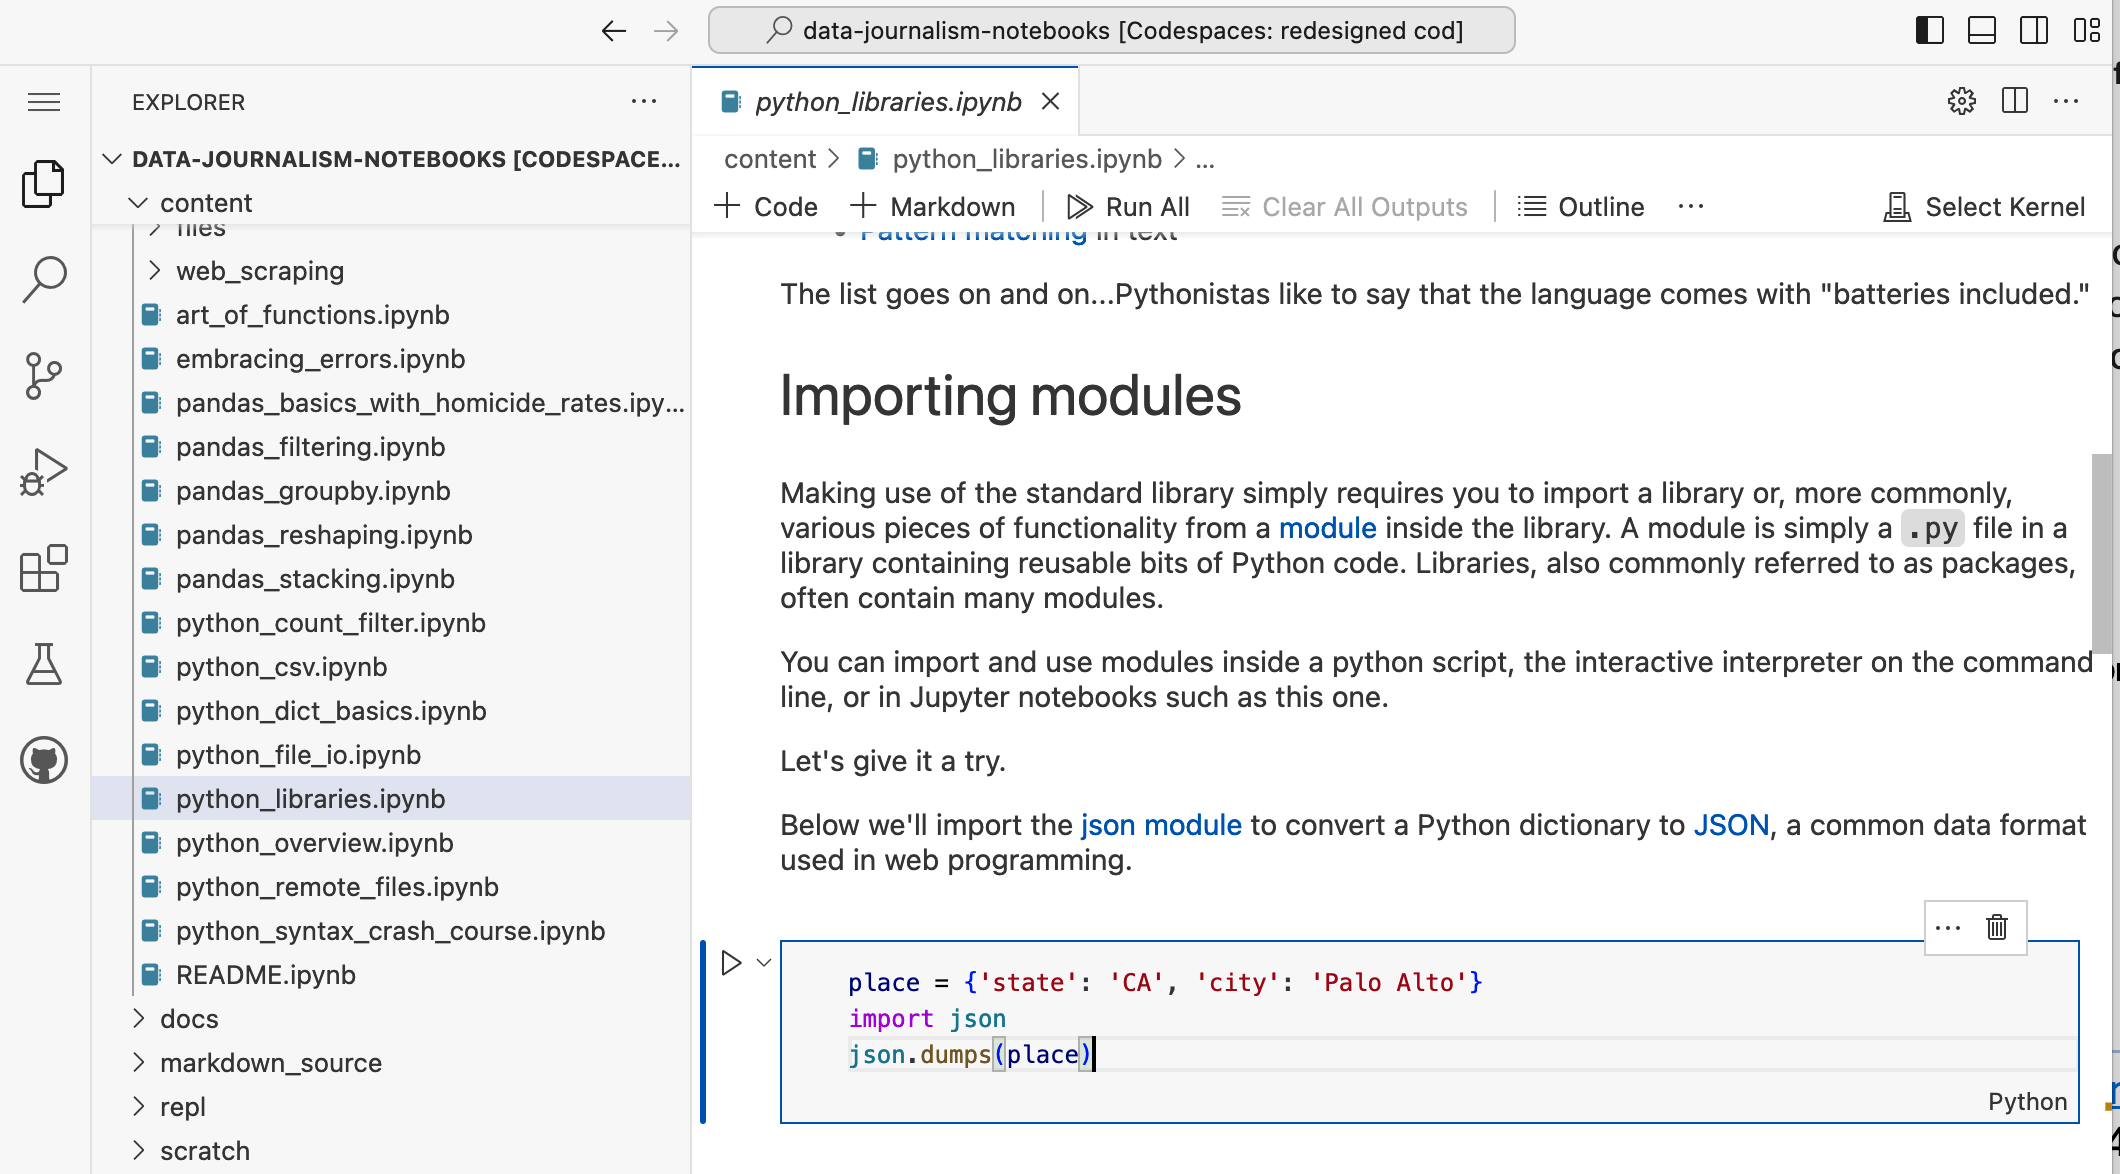 data-journalism-notebooks [Codespaces: redesigned cod]
EXPLORER
DATA-JOURNALISM-NOTEBOOKS [CODESPACE...
content
files
web_scraping
art_of_functions.ipynb
embracing_errors.ipynb
pandas_basics_with_homicide_rates.ipy...
pandas_filtering.ipynb
pandas_groupby.ipynb
pandas_reshaping.ipynb
pandas_stacking.ipynb
python_count_filter.ipynb
python_csv.ipynb
python_dict_basics.ipynb
python_file_io.ipynb
python_libraries.ipynb
python_overview.ipynb
python_remote_files.ipynb
python_syntax_crash_course.ipynb
README.ipynb
docs
markdown_source
repl
scratch
python_libraries.ipynb
content > python_libraries.ipynb > ...
Code Markdown Run All Clear All Outputs Outline ... Select Kernel
• Pattern matching in text
The list goes on and on...Pythonistas like to say that the language comes with "batteries included."
Importing modules
Making use of the standard library simply requires you to import a library or, more commonly,
various pieces of functionality from a module inside the library. A module is simply a .py file in a
library containing reusable bits of Python code. Libraries, also commonly referred to as packages,
often contain many modules.
You can import and use modules inside a python script, the interactive interpreter on the command
line, or in Jupyter notebooks such as this one.
Let's give it a try.
Below we'll import the json module to convert a Python dictionary to JSON, a common data format
used in web programming.
place = {'state': 'CA', 'city': 'Palo Alto'}
import json
json.dumps(place)
Python